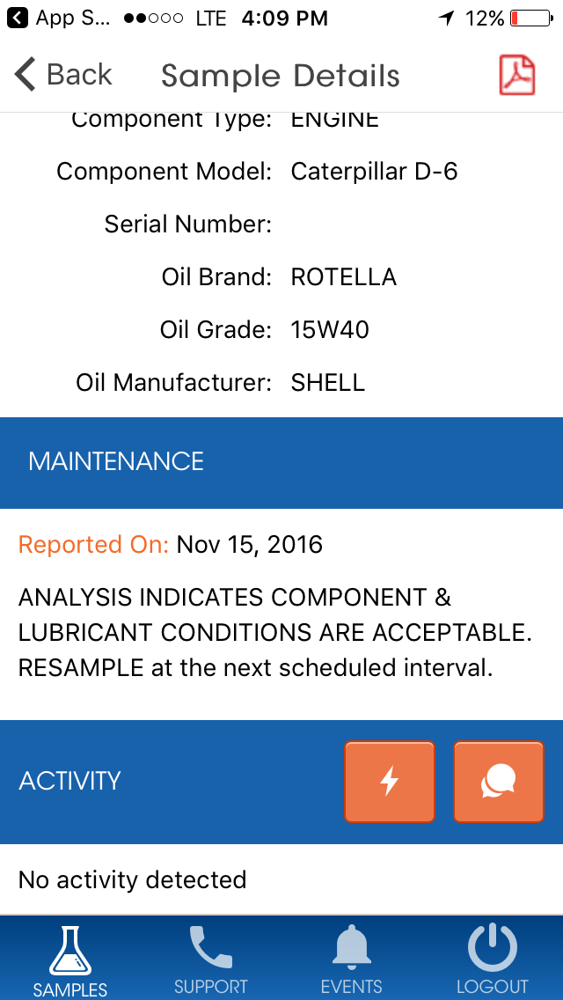 App S... LTE 4:09 PM 12%
Back Sample Details
Component Type: ENGINE
Component Model: Caterpillar D-6
Serial Number:
Oil Brand: ROTELLA
Oil Grade: 15W40
Oil Manufacturer: SHELL
MAINTENANCE
Reported On: Nov 15, 2016
ANALYSIS INDICATES COMPONENT &
LUBRICANT CONDITIONS ARE ACCEPTABLE.
RESAMPLE at the next scheduled interval.
ACTIVITY
No activity detected
SAMPLES SUPPORT EVENTS LOGOUT